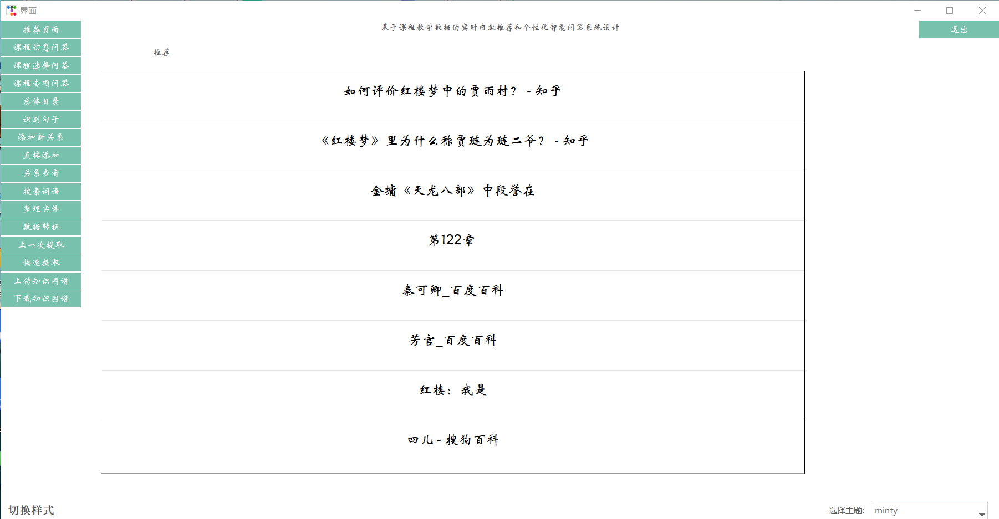 界面
推荐页面
课程信息问答
课程选择问答
课程专项问答
总体目录
识别句子
添加新关系
直接添加
关系查看
搜索词语
整理实体
数据转换
上一次提取
快速提取
上传知识图谱
下载知识图谱
基于课程教学数据的实时内容推荐和个性化智能问答系统设计
退出
推荐
如何评价红楼梦中的贾雨村？ - 知乎
《红楼梦》里为什么称贾琏为琏二爷？ - 知乎
金墉《天龙八部》中段誉在
第122章
秦可卿_百度百科
芳官_百度百科
红楼：我是
四儿 - 搜狗百科
切换样式
选择主题:
minty